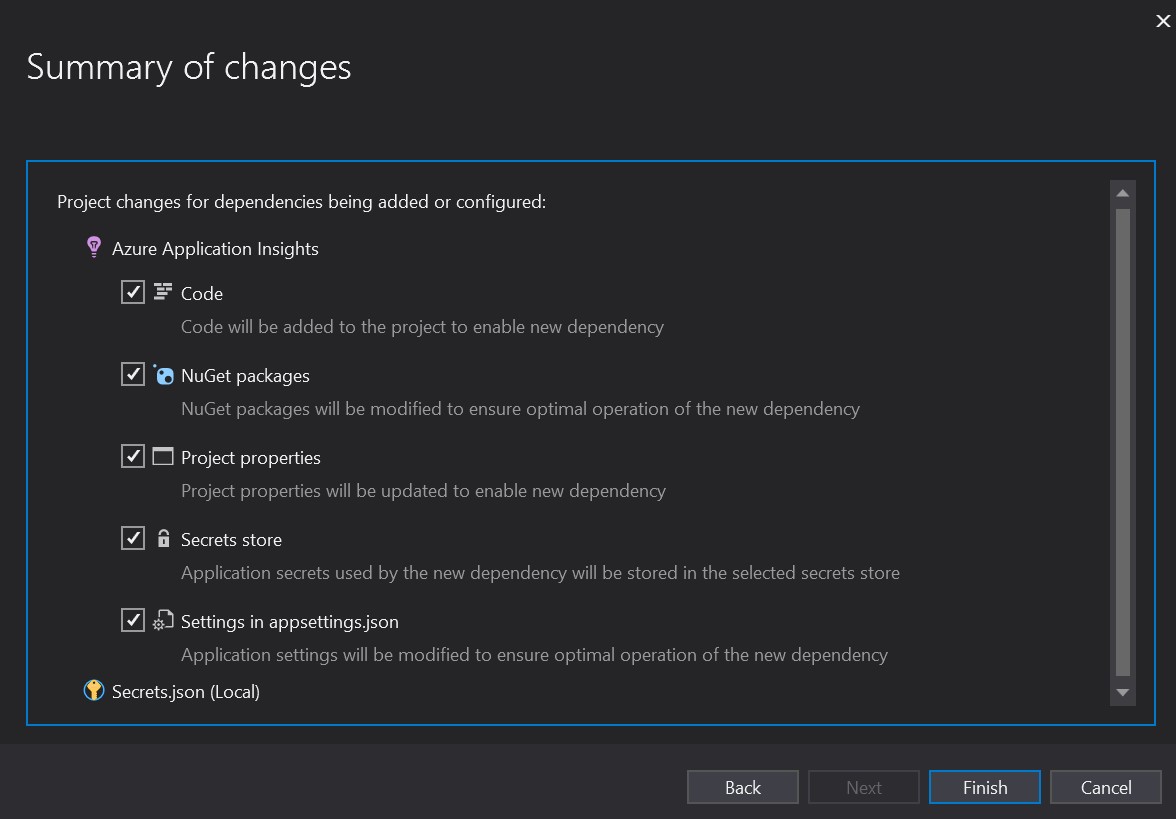 Summary of changes
Project changes for dependencies being added or configured:
Azure Application Insights
Code
Code will be added to the project to enable new dependency
NuGet packages
NuGet packages will be modified to ensure optimal operation of the new dependency
Project properties
Project properties will be updated to enable new dependency
Secrets store
Application secrets used by the new dependency will be stored in the selected secrets store
Settings in appsettings.json
Application settings will be modified to ensure optimal operation of the new dependency
Secrets.json (Local)
Back Next Finish Cancel